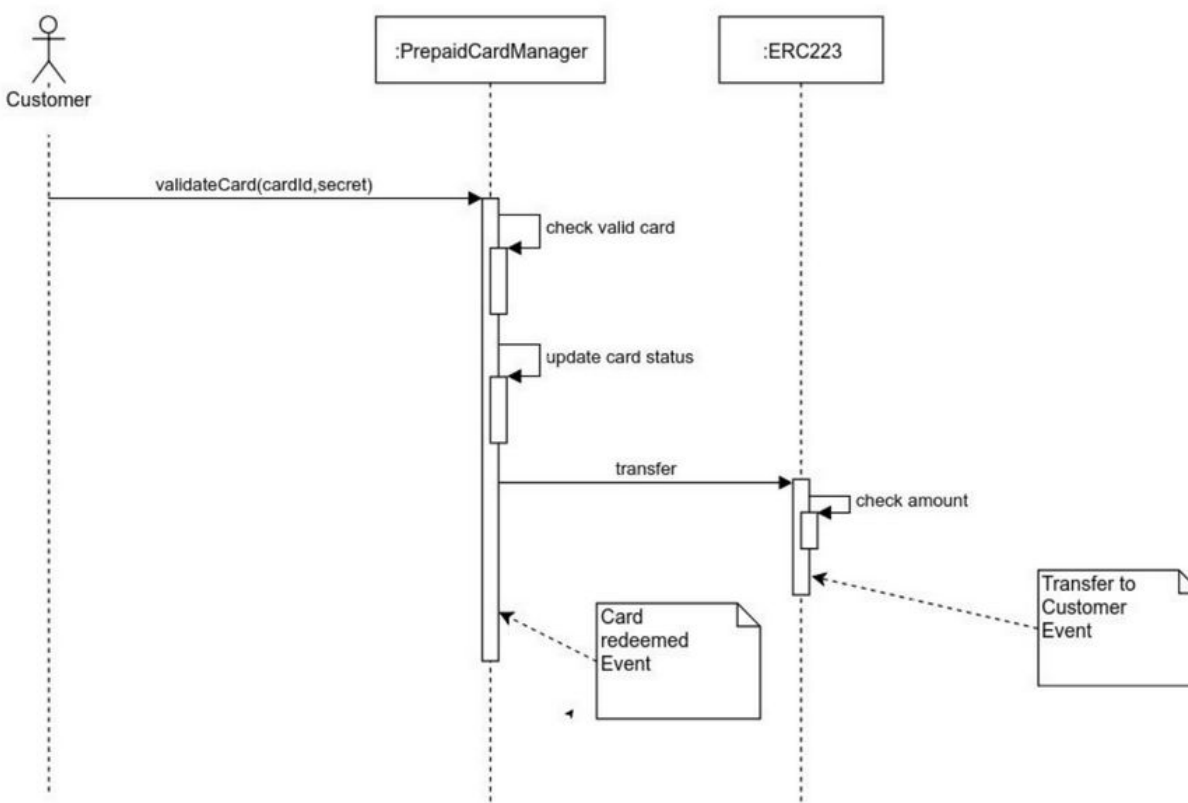 :PrepaidCardManager
:ERC223
Customer
validateCard(cardId,secret)
check valid card
update card status
transfer
check amount
Transfer to
Customer
Event
Card
redeemed
Event